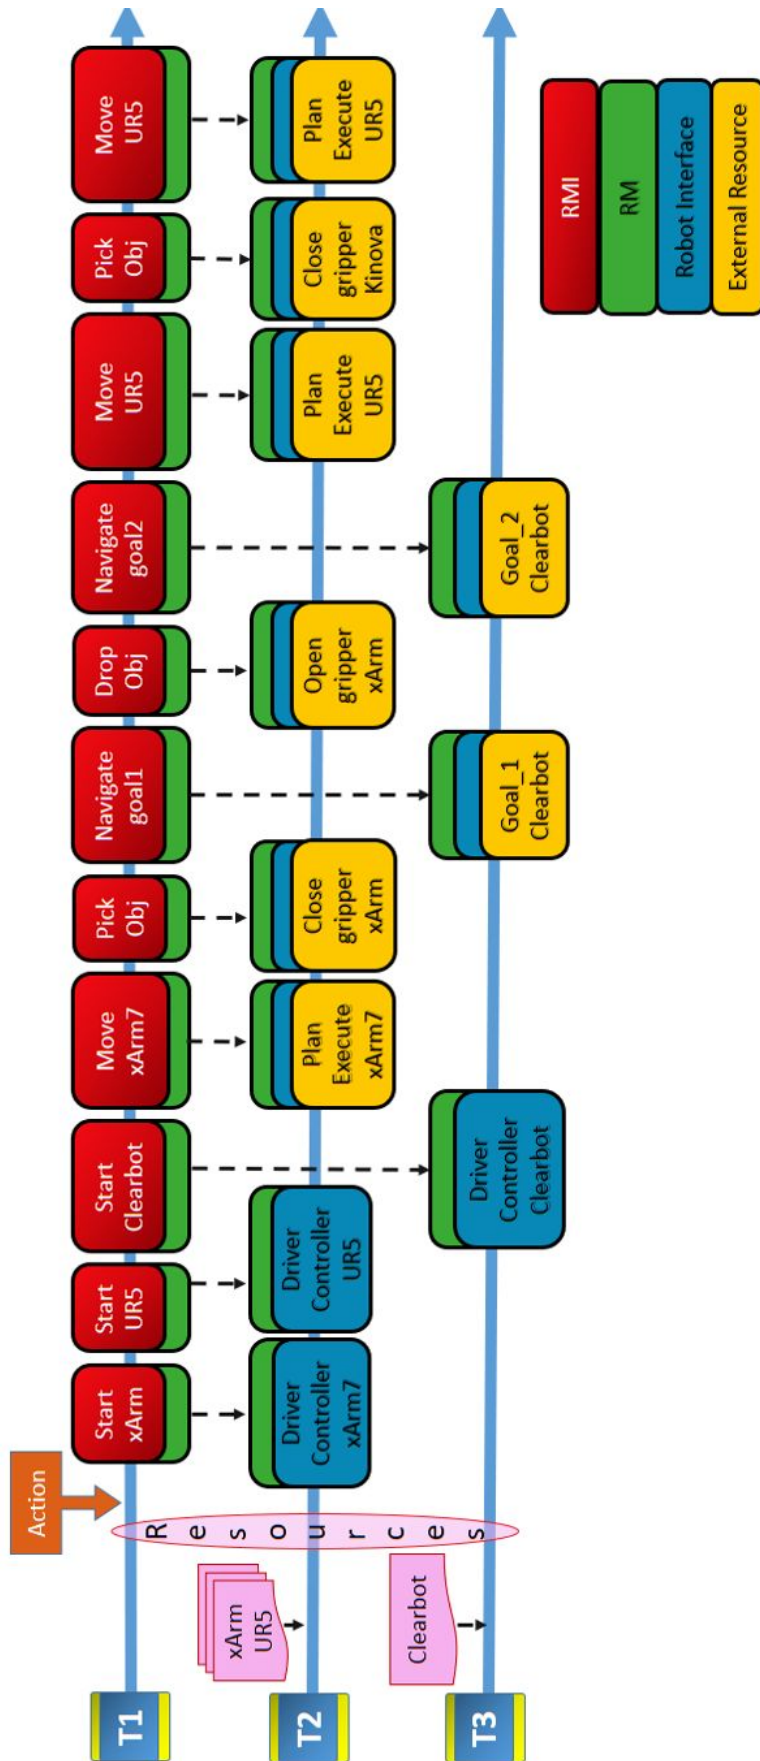 Action
T1
Start
xArm
Start
UR5
Start
Clearbot
Move
xArm7
Pick
Obj
Navigate
goal1
Drop
Obj
Navigate
goal2
Move
UR5
Pick
Obj
Move
UR5
Resources
xArm
UR5
T2
Driver
Controller
xArm7
Driver
Controller
UR5
Plan
Execute
xArm7
Close
gripper
xArm
Open
gripper
xArm
Plan
Execute
UR5
Close
gripper
Kinova
Plan
Execute
UR5
Clearbot
T3
Driver
Controller
Clearbot
Goal_1
Clearbot
Goal_2
Clearbot
RMI
RM
Robot Interface
External Resource